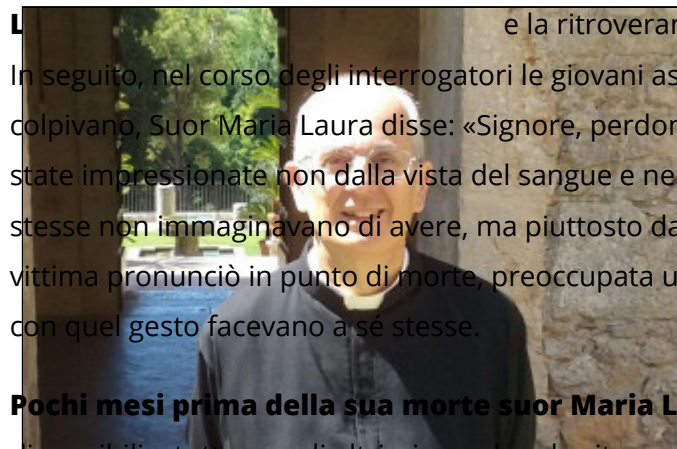 L e la ritrovera
In seguito, nel corso degli interrogatori le giovani as
colpivano, Suor Maria Laura disse: «Signore, perdon
state impressionate non dalla vista del sangue e ne
stesse non immaginavano di avere, ma piuttosto da
vittima pronunciò in punto di morte, preoccupata u
con quel gesto facevano a sé stesse.
Pochi mesi prima della sua morte suor Maria L